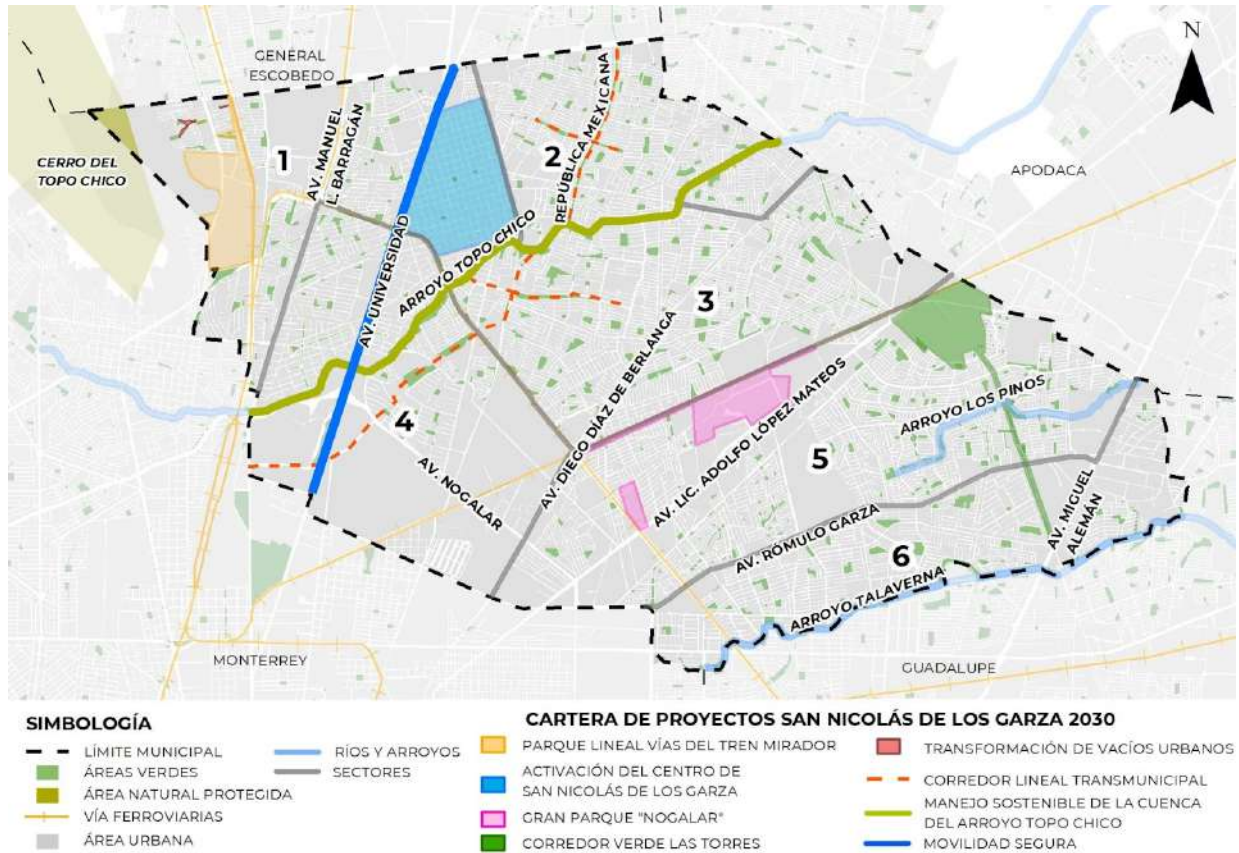 GENERAL
ESCOBEDO
N
CERRO DEL
TOPO CHICO
1
AV. MANUEL
L. BARRAGÁN
2
REPÚBLICA MEXICANA
APODACA
AV. UNIVERSIDAD
ARROYO TOPO CHICO
3
AV. DIEGO DÍAZ DE BERLANGA
4
AV. NOGALAR
AV. LIC. ADOLFO LÓPEZ MATEOS
5
ARROYO LOS PINOS
AV. RÓMULO GARZA
AV. MIGUEL
ALEMÁN
6
ARROYO TALAVERNA
MONTERREY
GUADALUPE
SIMBOLOGÍA
LÍMITE MUNICIPAL
ÁREAS VERDES
ÁREA NATURAL PROTEGIDA
VÍA FERROVIARIAS
ÁREA URBANA
RÍOS Y ARROYOS
SECTORES
CARTERA DE PROYECTOS SAN NICOLÁS DE LOS GARZA 2030
PARQUE LINEAL VÍAS DEL TREN MIRADOR
ACTIVACIÓN DEL CENTRO DE
SAN NICOLÁS DE LOS GARZA
GRAN PARQUE "NOGALAR"
CORREDOR VERDE LAS TORRES
TRANSFORMACIÓN DE VACÍOS URBANOS
CORREDOR LINEAL TRANSMUNICIPAL
MANEJO SOSTENIBLE DE LA CUENCA
DEL ARROYO TOPO CHICO
MOVILIDAD SEGURA